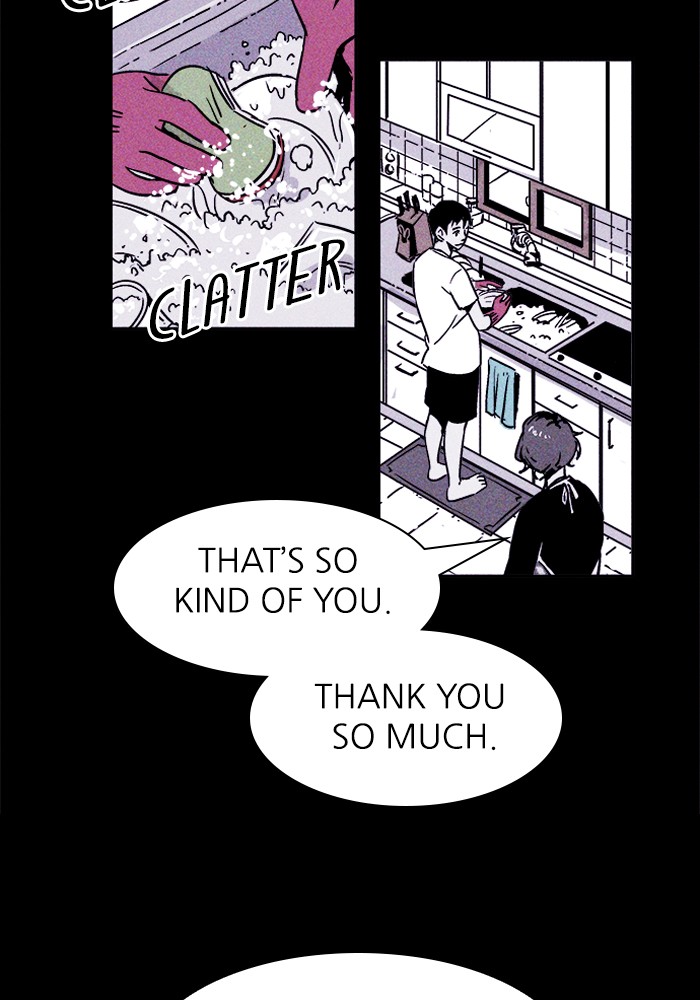 CLATTER
THAT'S SO
KIND OF YOU.
THANK YOU
SO MUCH.